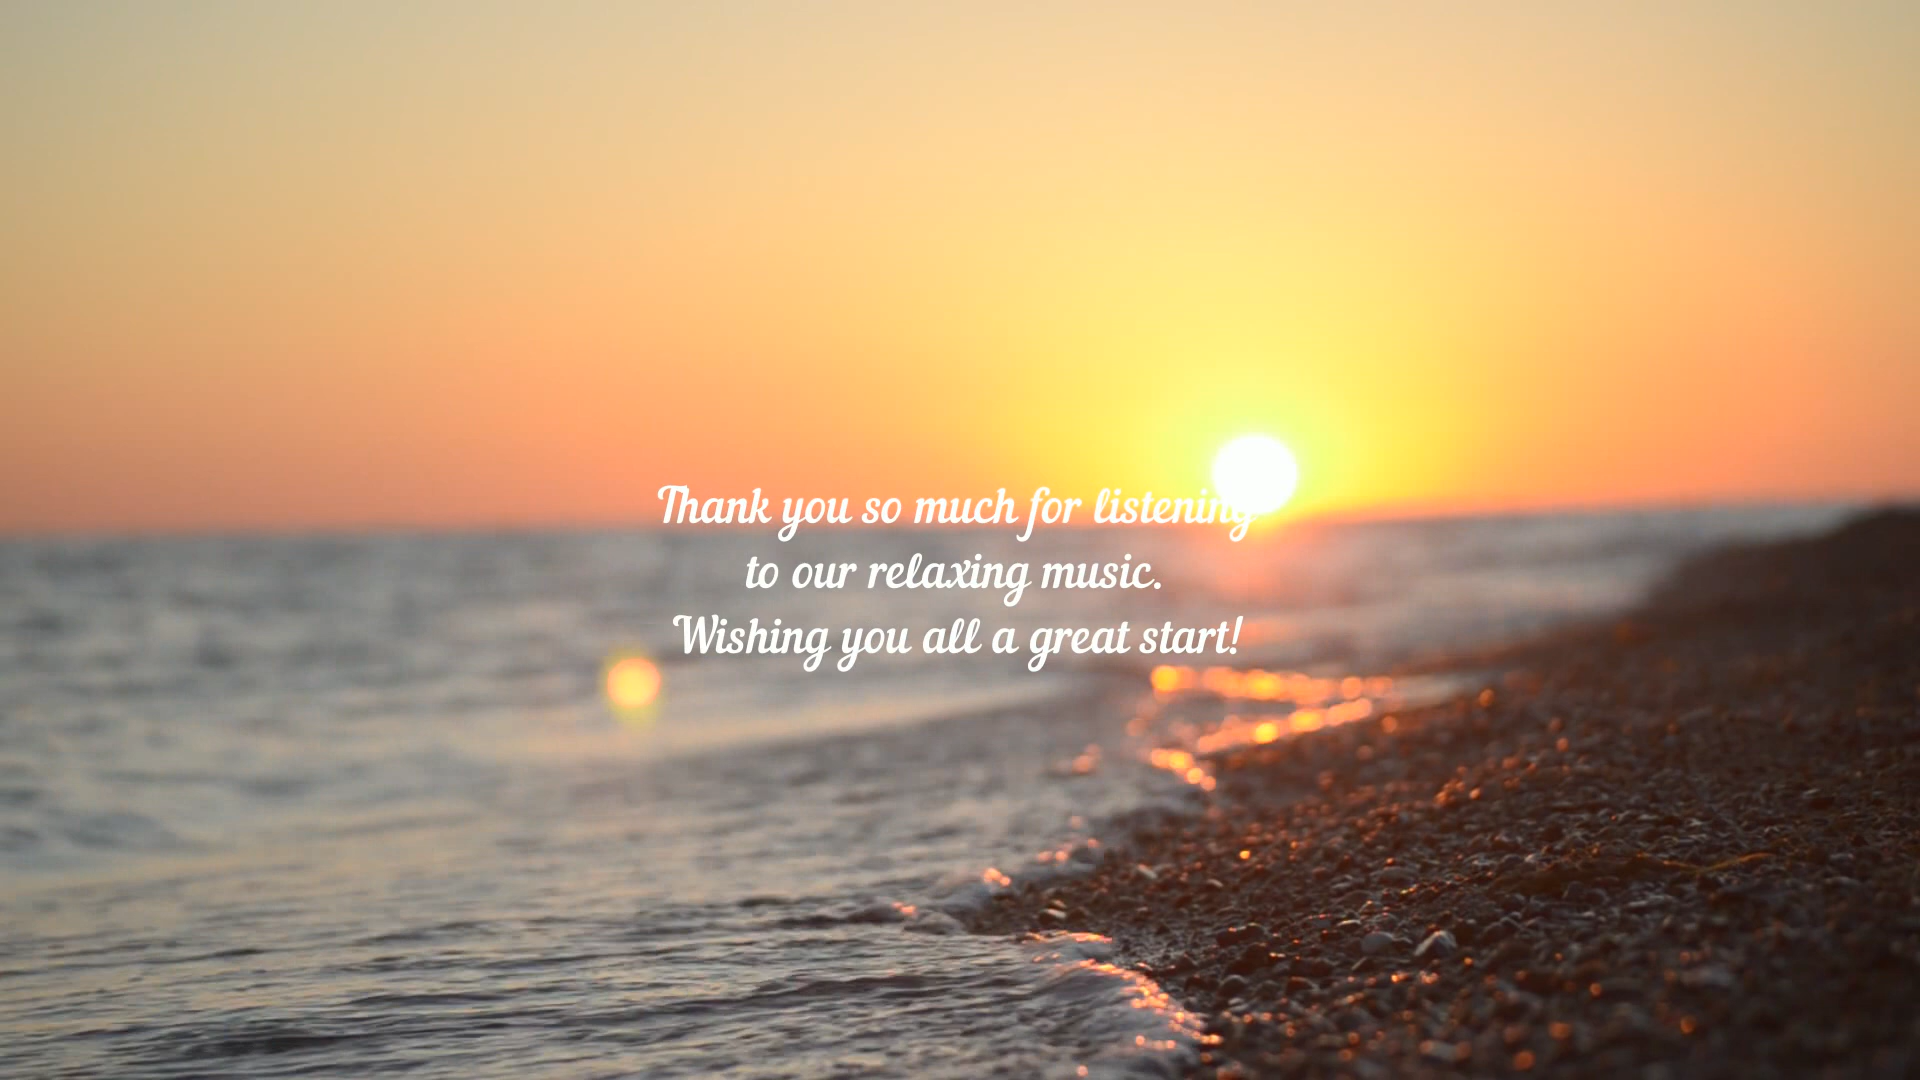 Thank you so much for listening
to our relaxing music.
Wishing you all a great start!